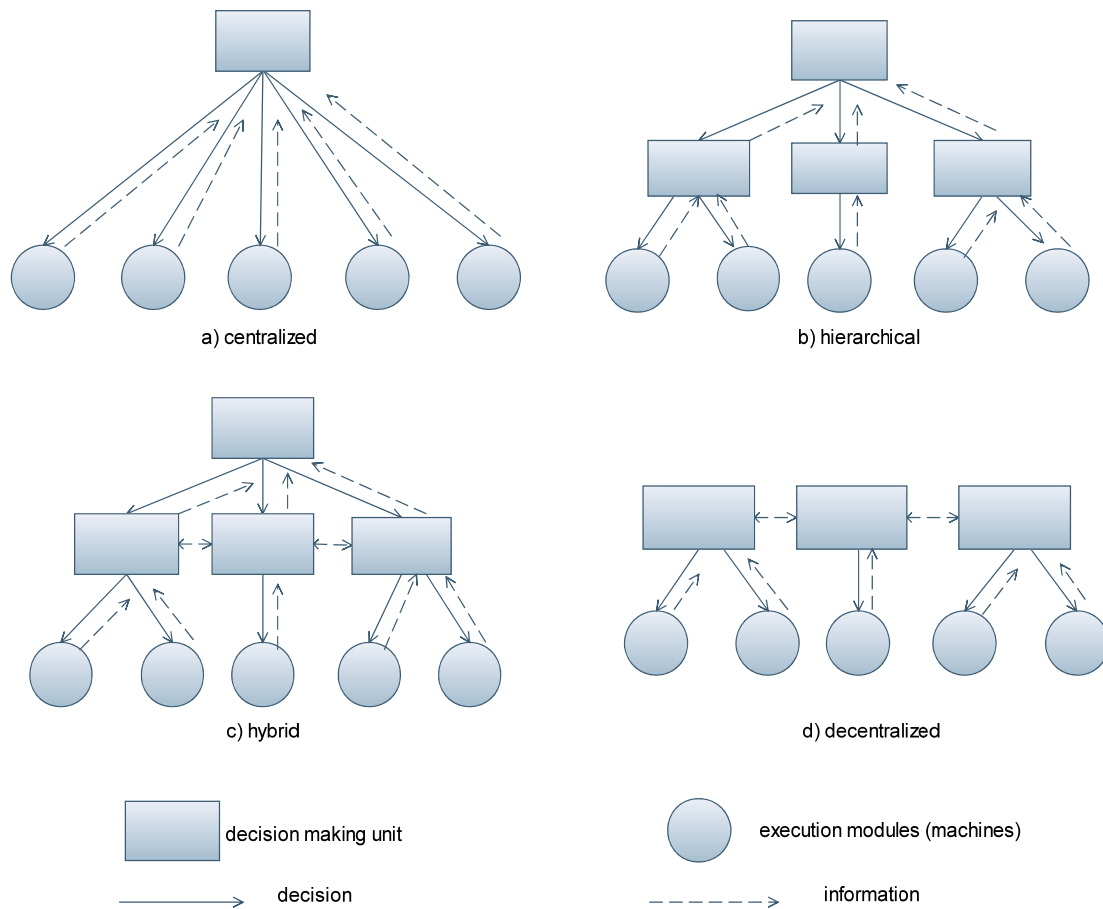 a) centralized
b) hierarchical
c) hybrid
d) decentralized
decision making unit
execution modules (machines)
decision
information